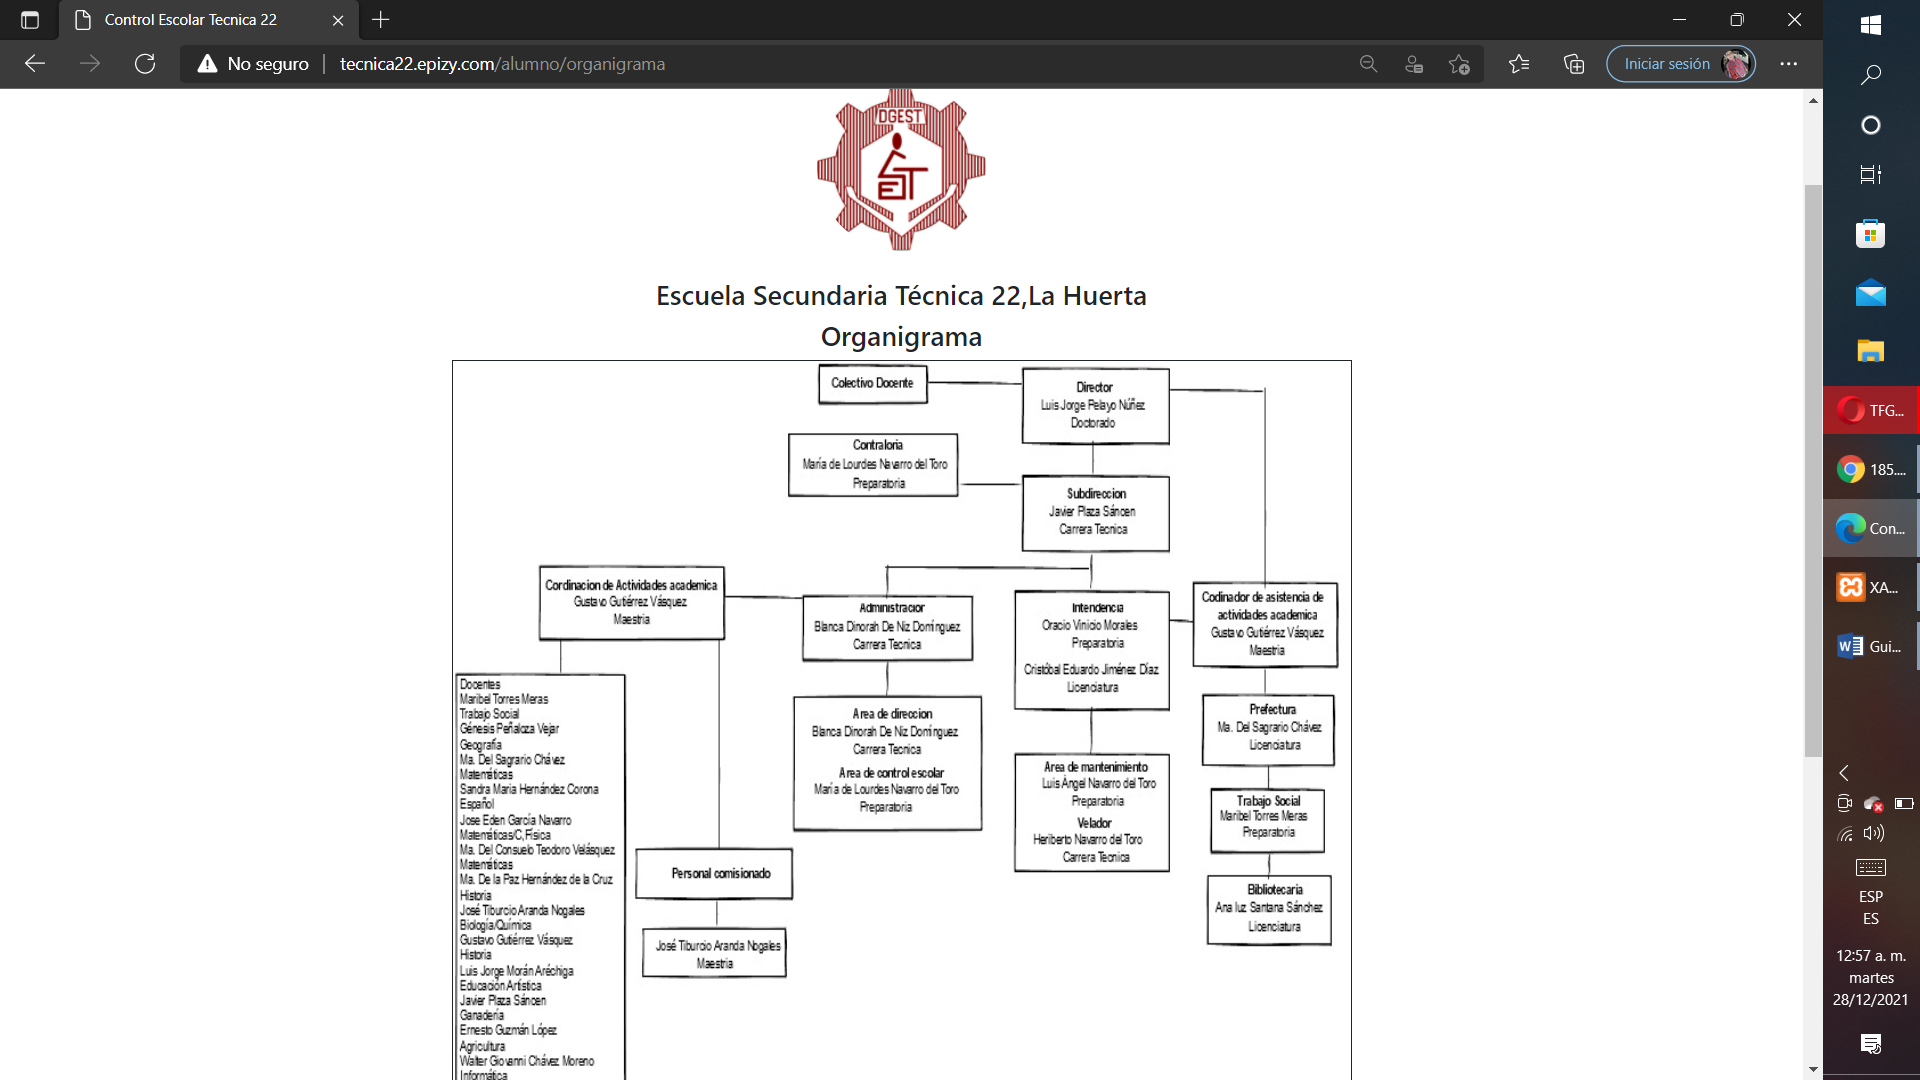 Control Escolar Tecnica 22
No seguro
tecnica22.epizy.com/alumno/organigrama
Iniciar sesión
DGEST
ET
Escuela Secundaria Técnica 22,La Huerta
Organigrama
Colectivo Docente
Director
Luis Jorge Pelayo Núñez
Doctorado
Contraloria
María de Lourdes Navarro del Toro
Preparatoria
Subdireccion
Javier Plaza Sáncen
Carrera Tecnica
Cordinacion de Actividades academica
Gustavo Gutiérrez Vásquez
Maestria
Administracior
Blanca Dinorah De Niz Domínguez
Carrera Tecnica
Intendencia
Oracio Vinicio Morales
Preparatoria
Cristóbal Eduardo Jiménez Díaz
Licenciatura
Codinador de asistencia de
actividades academica
Gustavo Gutiérrez Vásquez
Maestria
Docentes
Maribel Torres Meras
Trabajo Social
Génesis Peñaloza Vejar
Geografía
Ma. Del Sagrario Chávez
Matemáticas
Sandra Maria Hernández Corona
Español
Jose Eden García Navarro
Matemáticas/C,Física
Ma. Del Consuelo Teodoro Velásquez
Matemáticas
Ma. De la Paz Hernández de la Cruz
Historia
José Tiburcio Aranda Nogales
Biología/Química
Gustavo Gutiérrez Vásquez
Historia
Luis Jorge Morán Aréchiga
Educación Artística
Javier Plaza Sáncen
Ganadería
Ernesto Guzmán López
Agricultura
Walter Giovanni Chávez Moreno
Informática
Area de direccion
Blanca Dinorah De Niz Domínguez
Carrera Tecnica
Area de control escolar
María de Lourdes Navarro del Toro
Preparatoria
Area de mantenimiento
Luis Ángel Navarro del Toro
Preparatoria
Velador
Heriberto Navarro del Toro
Carrera Tecnica
Prefectura
Ma. Del Sagrario Chávez
Licenciatura
Trabajo Social
Maribel Torres Meras
Preparatoria
Bibliotecaria
Ana luz Santana Sánchez
Licenciatura
Personal comisionado
José Tiburcio Aranda Nogales
Maestria
TFG...
185....
Con...
XA...
Gui...
ESP
ES
12:57 a. m.
martes
28/12/2021